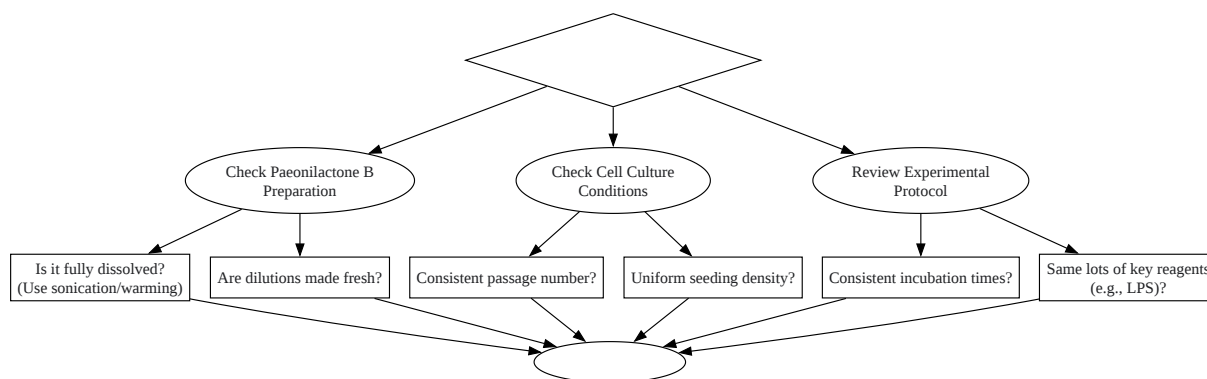 Check Paeonilactone B
Preparation
Check Cell Culture
Conditions
Review Experimental
Protocol
Is it fully dissolved?
(Use sonication/warming)
Are dilutions made fresh?
Consistent passage number?
Uniform seeding density?
Consistent incubation times?
Same lots of key reagents
(e.g., LPS)?